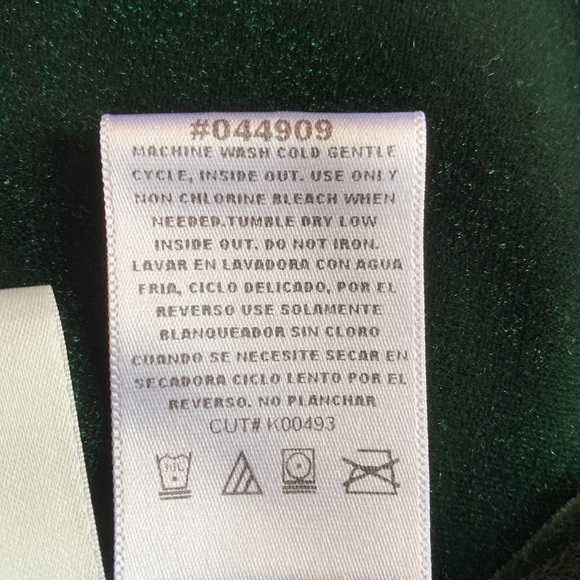 #044909
MACHINE WASH COLD GENTLE
CYCLE, INSIDE OUT. USE ONLY
NON CHLORINE BLEACH WHEN
NEEDED.TUMBLE DRY LOW
INSIDE OUT. DO NOT IRON.
LAVAR EN LAVADORA CON AGUA
FRIA, CICLO DELICADO, POR EL
REVERSO USE SOLAMENTE
BLANQUEADOR SIN CLORO
CUANDO SE NECESITE SECAR EN
SECADORA CICLO LENTO POR EL
REVERSO. NO PLANCHAR
CUT# K00493